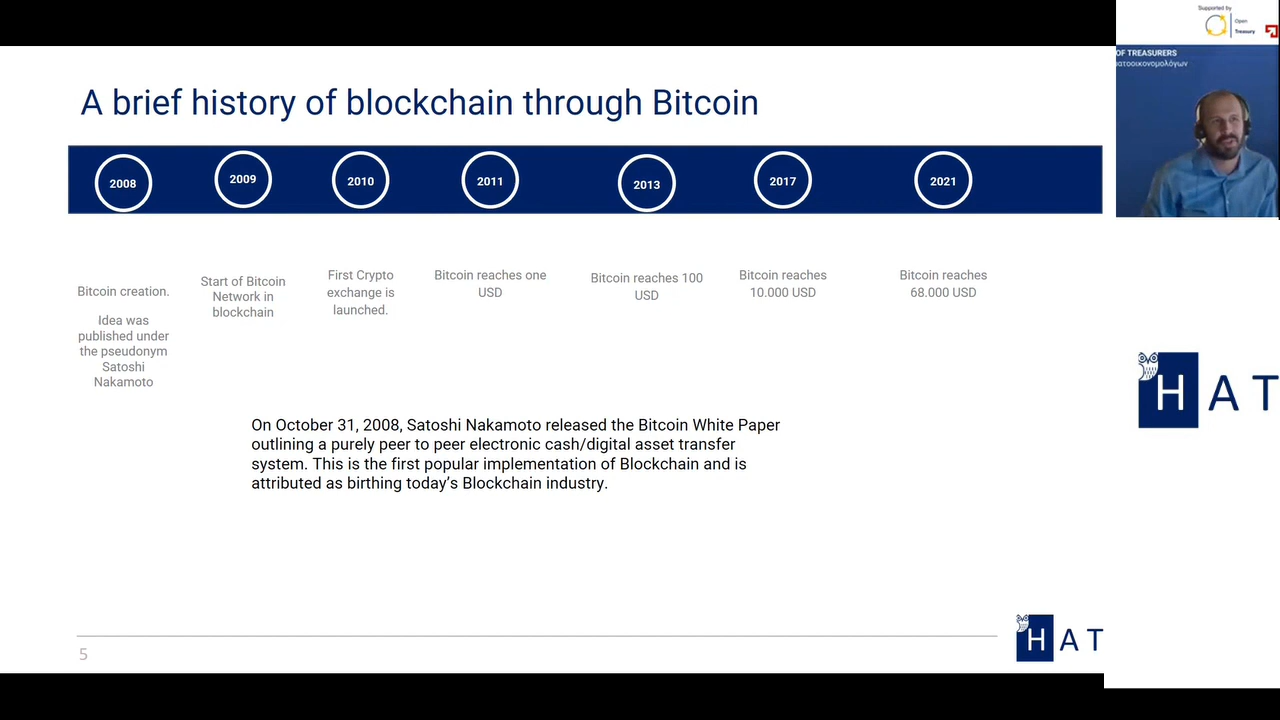 Supported by
Open
Treasury
OF TREASURERS
ατοοικονομολόγων
A brief history of blockchain through Bitcoin
2008
2009
2010
2011
2013
2017
2021
Bitcoin creation.
Idea was
published under
the pseudonym
Satoshi
Nakamoto
Start of Bitcoin
Network in
blockchain
First Crypto
exchange is
launched.
Bitcoin reaches one
USD
Bitcoin reaches 100
USD
Bitcoin reaches
10.000 USD
Bitcoin reaches
68.000 USD
On October 31, 2008, Satoshi Nakamoto released the Bitcoin White Paper
outlining a purely peer to peer electronic cash/digital asset transfer
system. This is the first popular implementation of Blockchain and is
attributed as birthing today’s Blockchain industry.
HAT
5
HAT